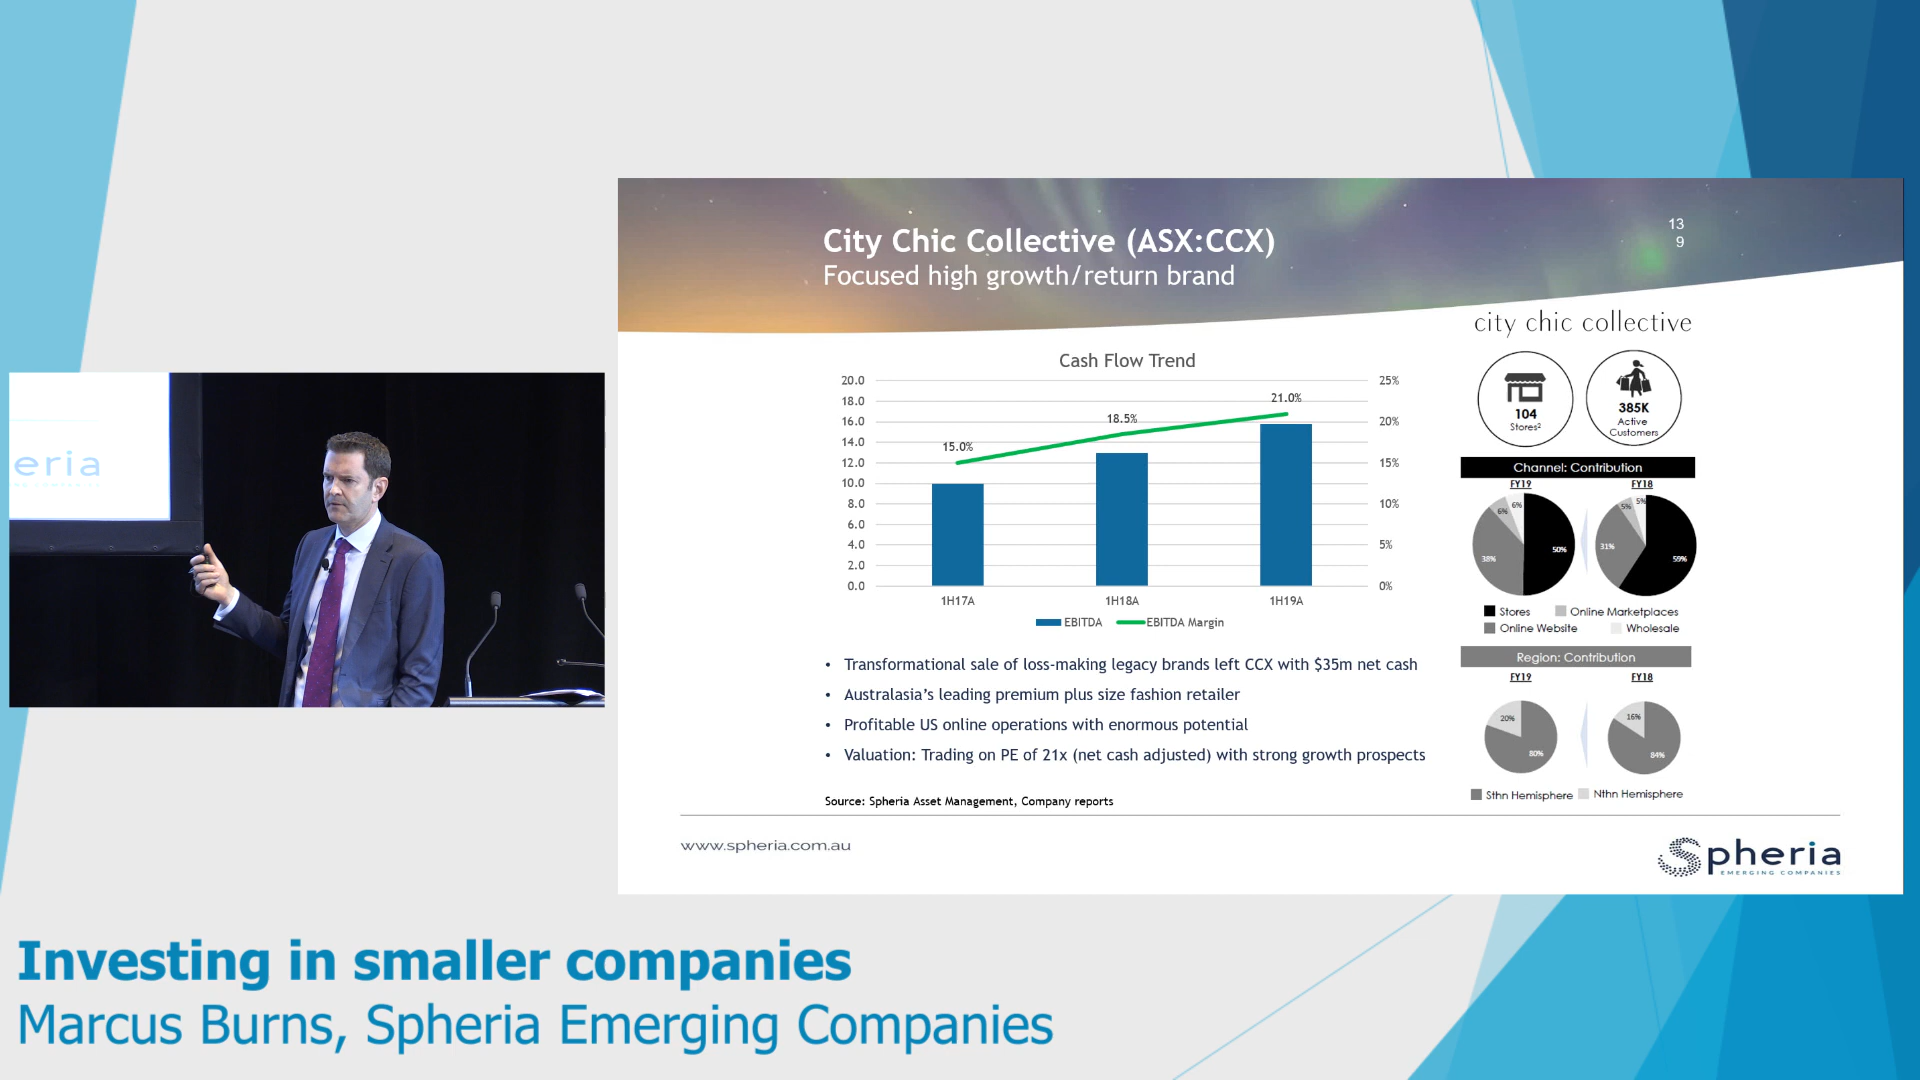 City Chic Collective (ASX:CCX)
Focused high growth/return brand
13
9
city chic collective
Cash Flow Trend
20.0
18.0
16.0
14.0
12.0
10.0
8.0
6.0
4.0
2.0
0.0
25%
20%
15%
10%
5%
0%
15.0%
18.5%
21.0%
1H17A
1H18A
1H19A
EBITDA
EBITDA Margin
104
Stores²
385K
Active
Customers
Channel: Contribution
FY19
FY18
6%
6%
38%
50%
5%
5%
31%
59%
Stores
Online Marketplaces
Online Website
Wholesale
Region: Contribution
FY19
FY18
20%
80%
16%
84%
Sthn Hemisphere
Nthn Hemisphere
• Transformational sale of loss-making legacy brands left CCX with $35m net cash
• Australasia’s leading premium plus size fashion retailer
• Profitable US online operations with enormous potential
• Valuation: Trading on PE of 21x (net cash adjusted) with strong growth prospects
Source: Spheria Asset Management, Company reports
www.spheria.com.au
Spheria
EMERGING COMPANIES
eria
Investing in smaller companies
Marcus Burns, Spheria Emerging Companies